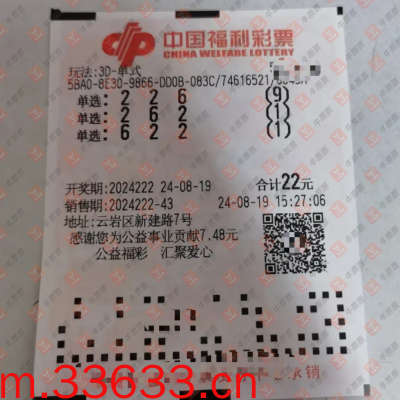 中国福利彩票
CHINA WELFARE LOTTERY
玩法:3D-单式
5BA0-8E30-9866-DD0B-083C/74616521/
单选: 2 2 6 (9)
单选: 2 6 2 (1)
单选: 6 2 2 (1)
开奖期:2024222 24-08-19 合计22元
销售期:2024222-43 24-08-19 15:27:06
地址:云岩区新建路7号
感谢您为公益事业贡献7.48元
公益福彩 汇聚爱心
m.33633.cn